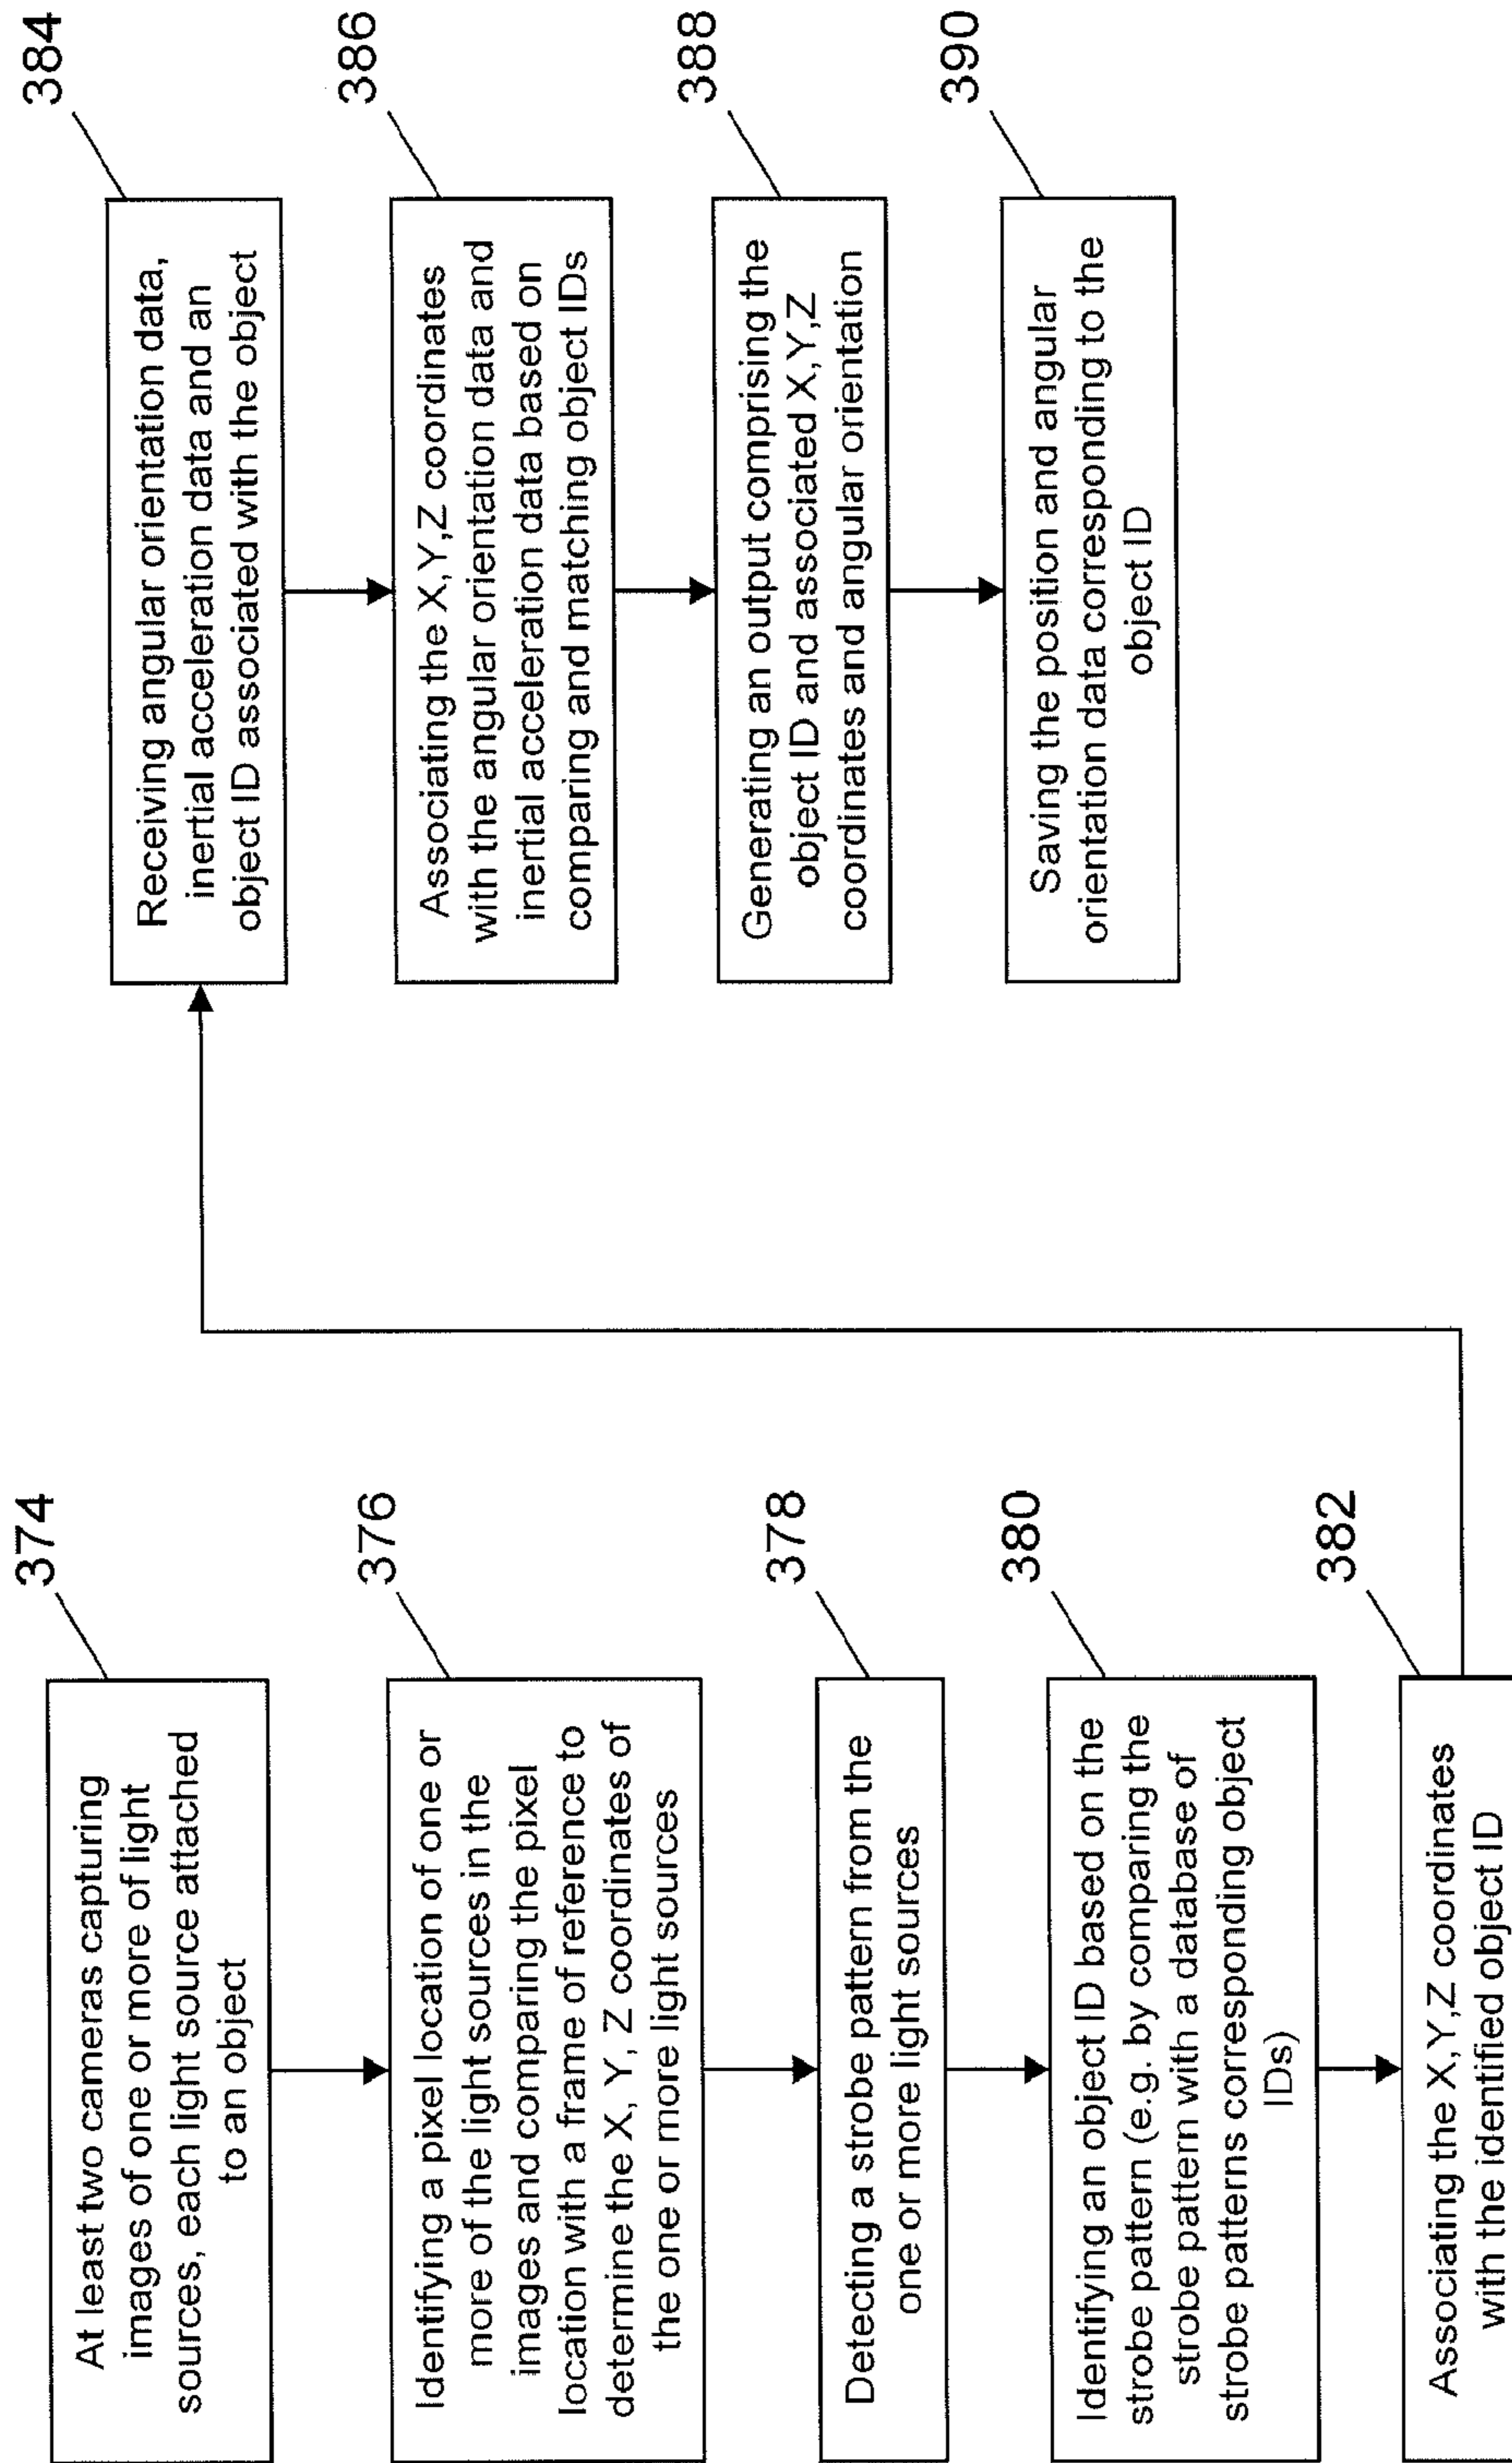 374
At least two cameras capturing
images of one or more of light
sources, each light source attached
to an object
376
Identifying a pixel location of one or
more of the light sources in the
images and comparing the pixel
location with a frame of reference to
determine the X, Y, Z coordinates of
the one or more light sources
378
Detecting a strobe pattern from the
one or more light sources
380
Identifying an object ID based on the
strobe pattern (e.g. by comparing the
strobe pattern with a database of
strobe patterns corresponding object
IDs)
382
Associating the X,Y,Z coordinates
with the identified object ID
384
Receiving angular orientation data,
inertial acceleration data and an
object ID associated with the object
386
Associating the X,Y,Z coordinates
with the angular orientation data and
inertial acceleration data based on
comparing and matching object IDs
388
Generating an output comprising the
object ID and associated X,Y,Z
coordinates and angular orientation
390
Saving the position and angular
orientation data corresponding to the
object ID